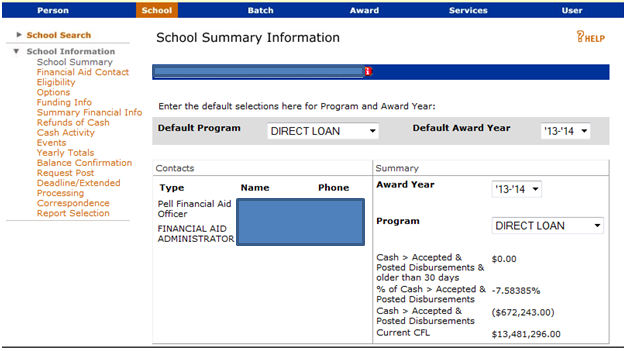 Person School Batch Award Services User
School Search
School Information
School Summary
Financial Aid Contact
Eligibility
Options
Funding Info
Summary Financial Info
Refunds of Cash
Cash Activity
Events
Yearly Totals
Balance Confirmation
Request Post
Deadline/Extended
Processing
Correspondence
Report Selection
School Summary Information
? HELP
i
Enter the default selections here for Program and Award Year:
Default Program DIRECT LOAN Default Award Year '13-'14
Contacts
Type Name Phone
Pell Financial Aid
Officer
FINANCIAL AID
ADMINISTRATOR
Summary
Award Year '13-'14
Program DIRECT LOAN
Cash > Accepted & $0.00
Posted Disbursements &
older than 30 days
% of Cash > Accepted & -7.58385%
Posted Disbursements
Cash > Accepted & ($672,243.00)
Posted Disbursements
Current CFL $13,481,296.00